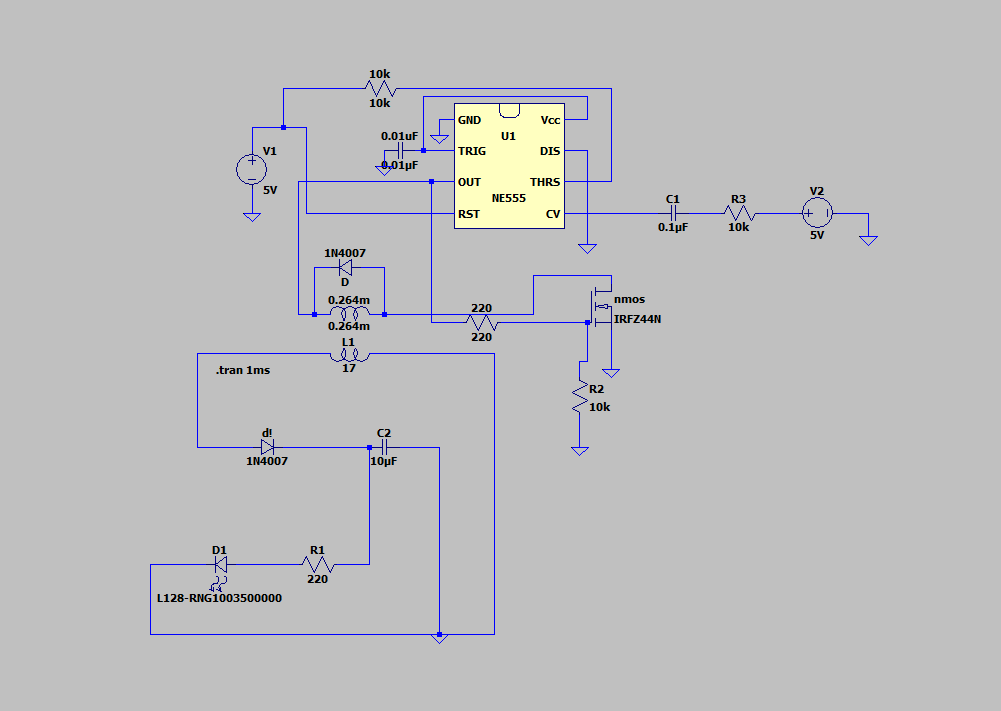 10k
10k
GND
Vcc
U1
0.01uF
0.01µF
TRIG
DIS
V1
5V
OUT
THRS
NE555
RST
CV
C1
0.1µF
R3
10k
V2
5V
1N4007
D
0.264m
0.264m
220
220
nmos
IRFZ44N
L1
17
.tran 1ms
R2
10k
d!
1N4007
C2
10µF
D1
L128-RNG1003500000
R1
220